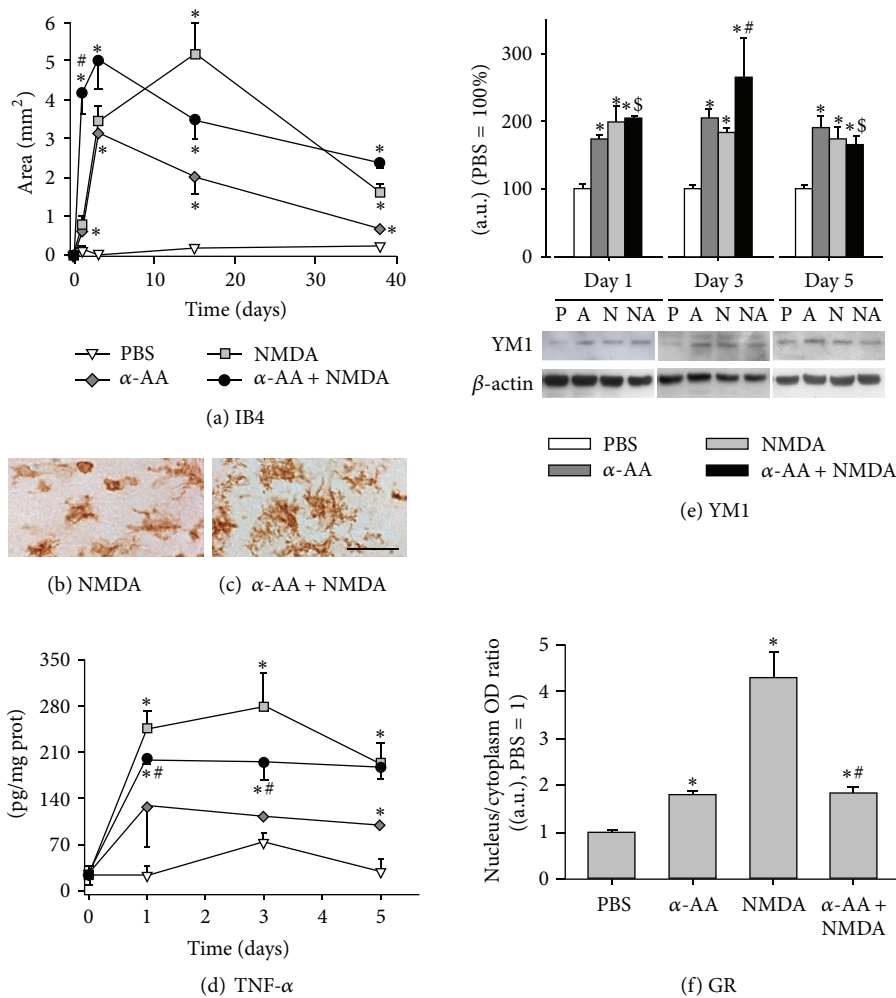 6
5
4
3
2
1
0
Area (mm²)
# * * * * * * * * * *
0 10 20 30 40
Time (days)
PBS NMDA
α-AA α-AA + NMDA
(a) IB4
(b) NMDA (c) α-AA + NMDA
350
280
210
140
70
0
(pg/mg prot)
* * *
*# *# *
0 1 2 3 4 5
Time (days)
(d) TNF-α
300
200
100
0
(a.u.) (PBS = 100%)
* * *$ * * *# * * *$
Day 1 Day 3 Day 5
P A N NA P A N NA P A N NA
YM1
β-actin
PBS NMDA
α-AA α-AA + NMDA
(e) YM1
5
4
3
2
1
0
Nucleus/cytoplasm OD ratio
((a.u.), PBS = 1)
* * *#
PBS α-AA NMDA α-AA +
NMDA
(f) GR